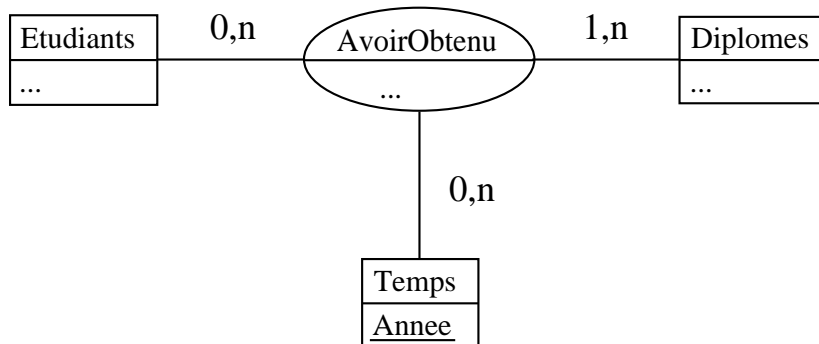 Etudiants
...
0,n
AvoirObtenu
...
1,n
Diplomes
...
0,n
Temps
Annee